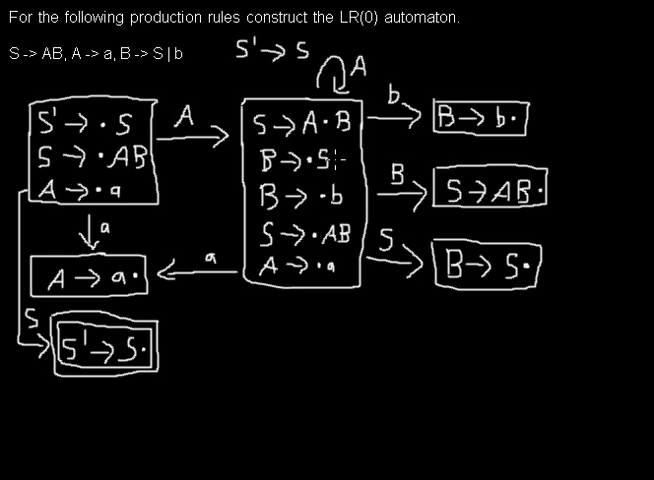 For the following production rules construct the LR(0) automaton.
S -> AB, A -> a, B -> S | b
S' → S
A
S' → · S
S → · AB
A → · a
A
S → A · B
B → · S
B → · b
S → · AB
A → · a
b
B → b ·
B
S → AB ·
S
B → S ·
a
a
A → a ·
S
S' → S ·